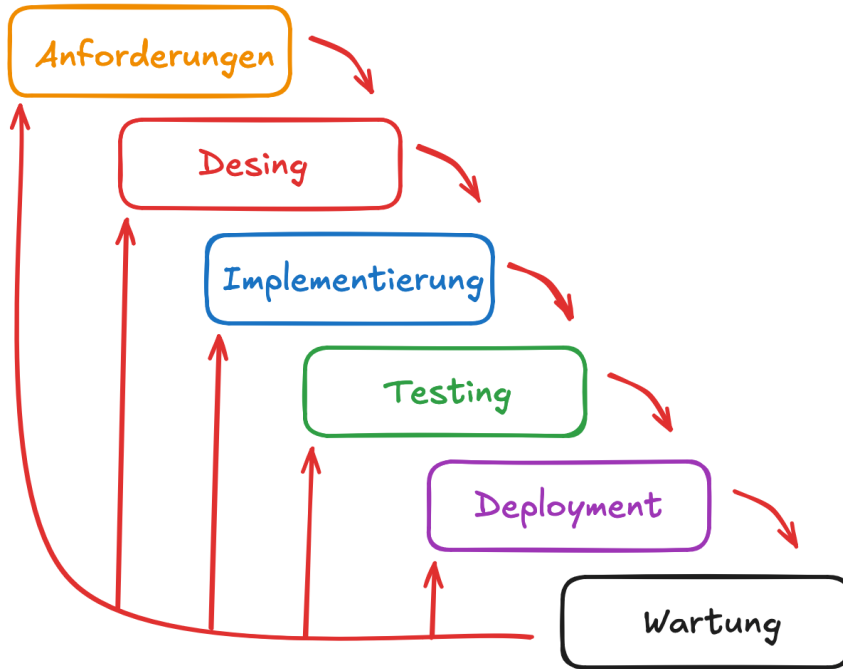 Anforderungen
Desing
Implementierung
Testing
Deployment
Wartung